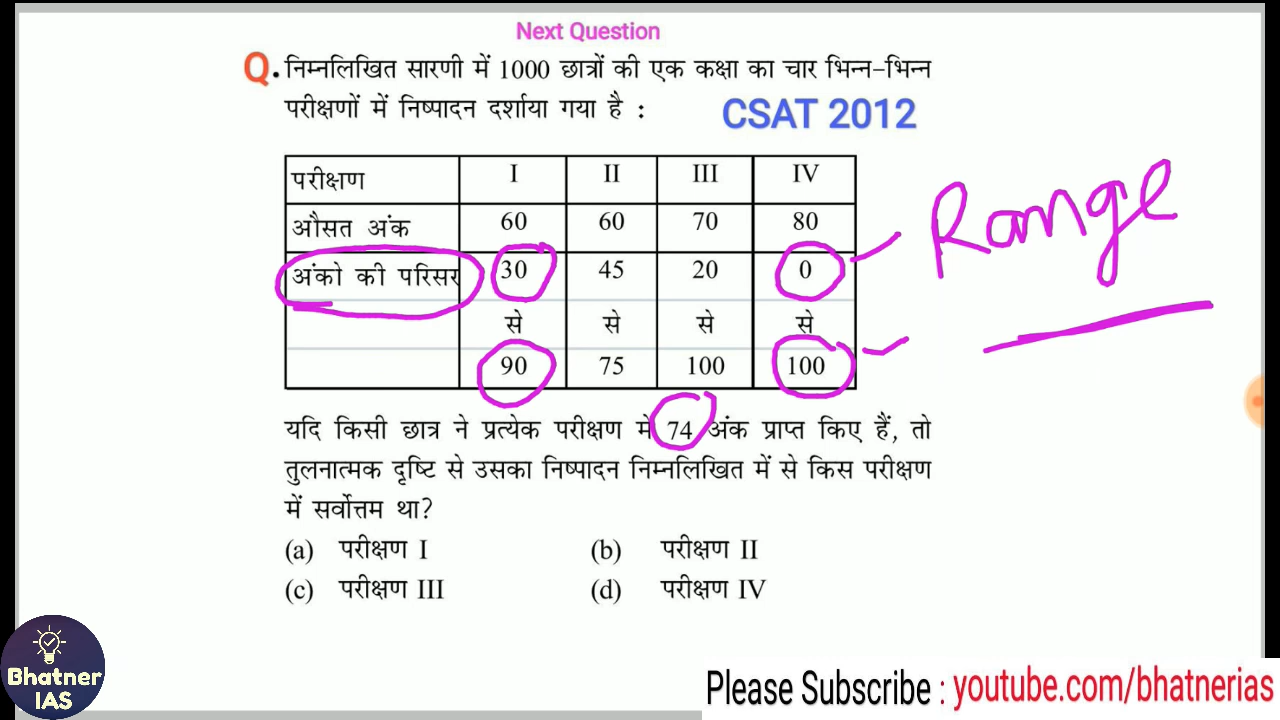 Next Question
Q. निम्नलिखित सारणी में 1000 छात्रों की एक कक्षा का चार भिन्न-भिन्न
परीक्षणों में निष्पादन दर्शाया गया है :
CSAT 2012
परीक्षण I II III IV
औसत अंक 60 60 70 80
अंको की परिसर 30 45 20 0
से से से से
90 75 100 100
Range
यदि किसी छात्र ने प्रत्येक परीक्षण में 74 अंक प्राप्त किए हैं, तो
तुलनात्मक दृष्टि से उसका निष्पादन निम्नलिखित में से किस परीक्षण
में सर्वोत्तम था?
(a) परीक्षण I (b) परीक्षण II
(c) परीक्षण III (d) परीक्षण IV
Bhatner
IAS
Please Subscribe : youtube.com/bhatnerias